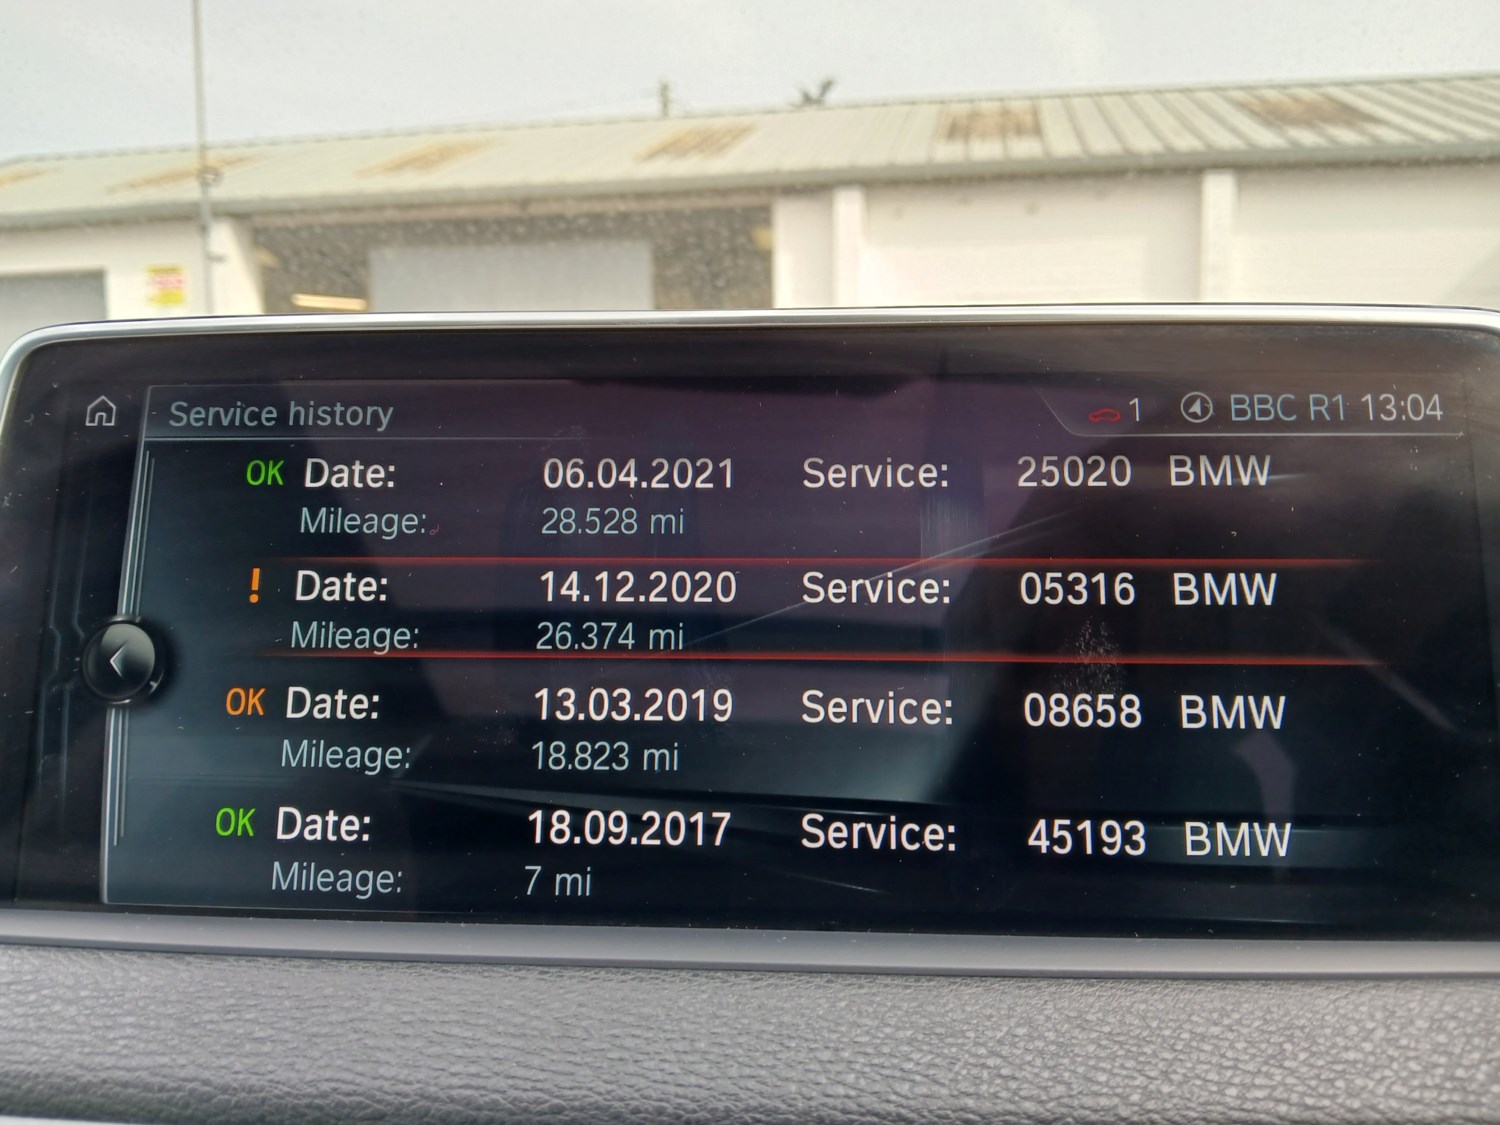 Service history 1 BBC R1 13:04
OK Date: 06.04.2021 Service: 25020 BMW
Mileage: 28.528 mi
! Date: 14.12.2020 Service: 05316 BMW
Mileage: 26.374 mi
OK Date: 13.03.2019 Service: 08658 BMW
Mileage: 18.823 mi
OK Date: 18.09.2017 Service: 45193 BMW
Mileage: 7 mi